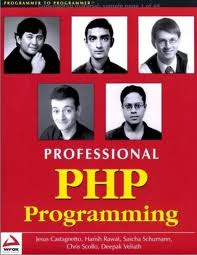 PROGRAMMER TO PROGRAMMER
PROFESSIONAL
PHP
Programming
Jesus Castagnetto, Harish Rawat, Sascha Schumann,
Chris Scollo, Deepak Veliath
wrox